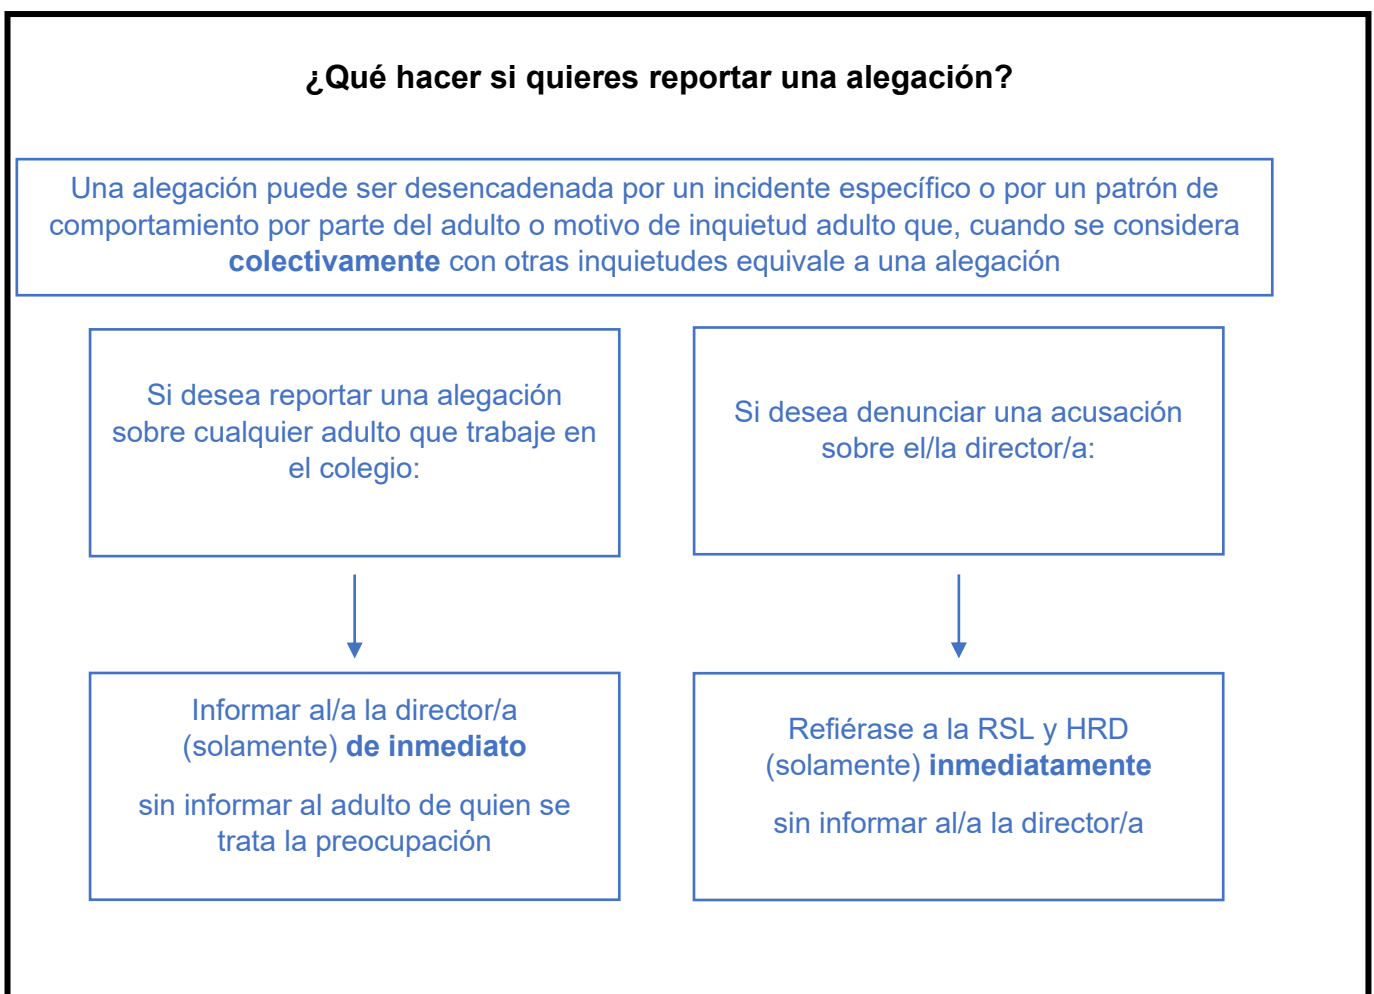 ¿Qué hacer si quieres reportar una alegación?
Una alegación puede ser desencadenada por un incidente específico o por un patrón de
comportamiento por parte del adulto o motivo de inquietud adulto que, cuando se considera
colectivamente con otras inquietudes equivale a una alegación
Si desea reportar una alegación
sobre cualquier adulto que trabaje en
el colegio:
Si desea denunciar una acusación
sobre el/la director/a:
Informar al/a la director/a
(solamente) de inmediato
sin informar al adulto de quien se
trata la preocupación
Refiérase a la RSL y HRD
(solamente) inmediatamente
sin informar al/a la director/a